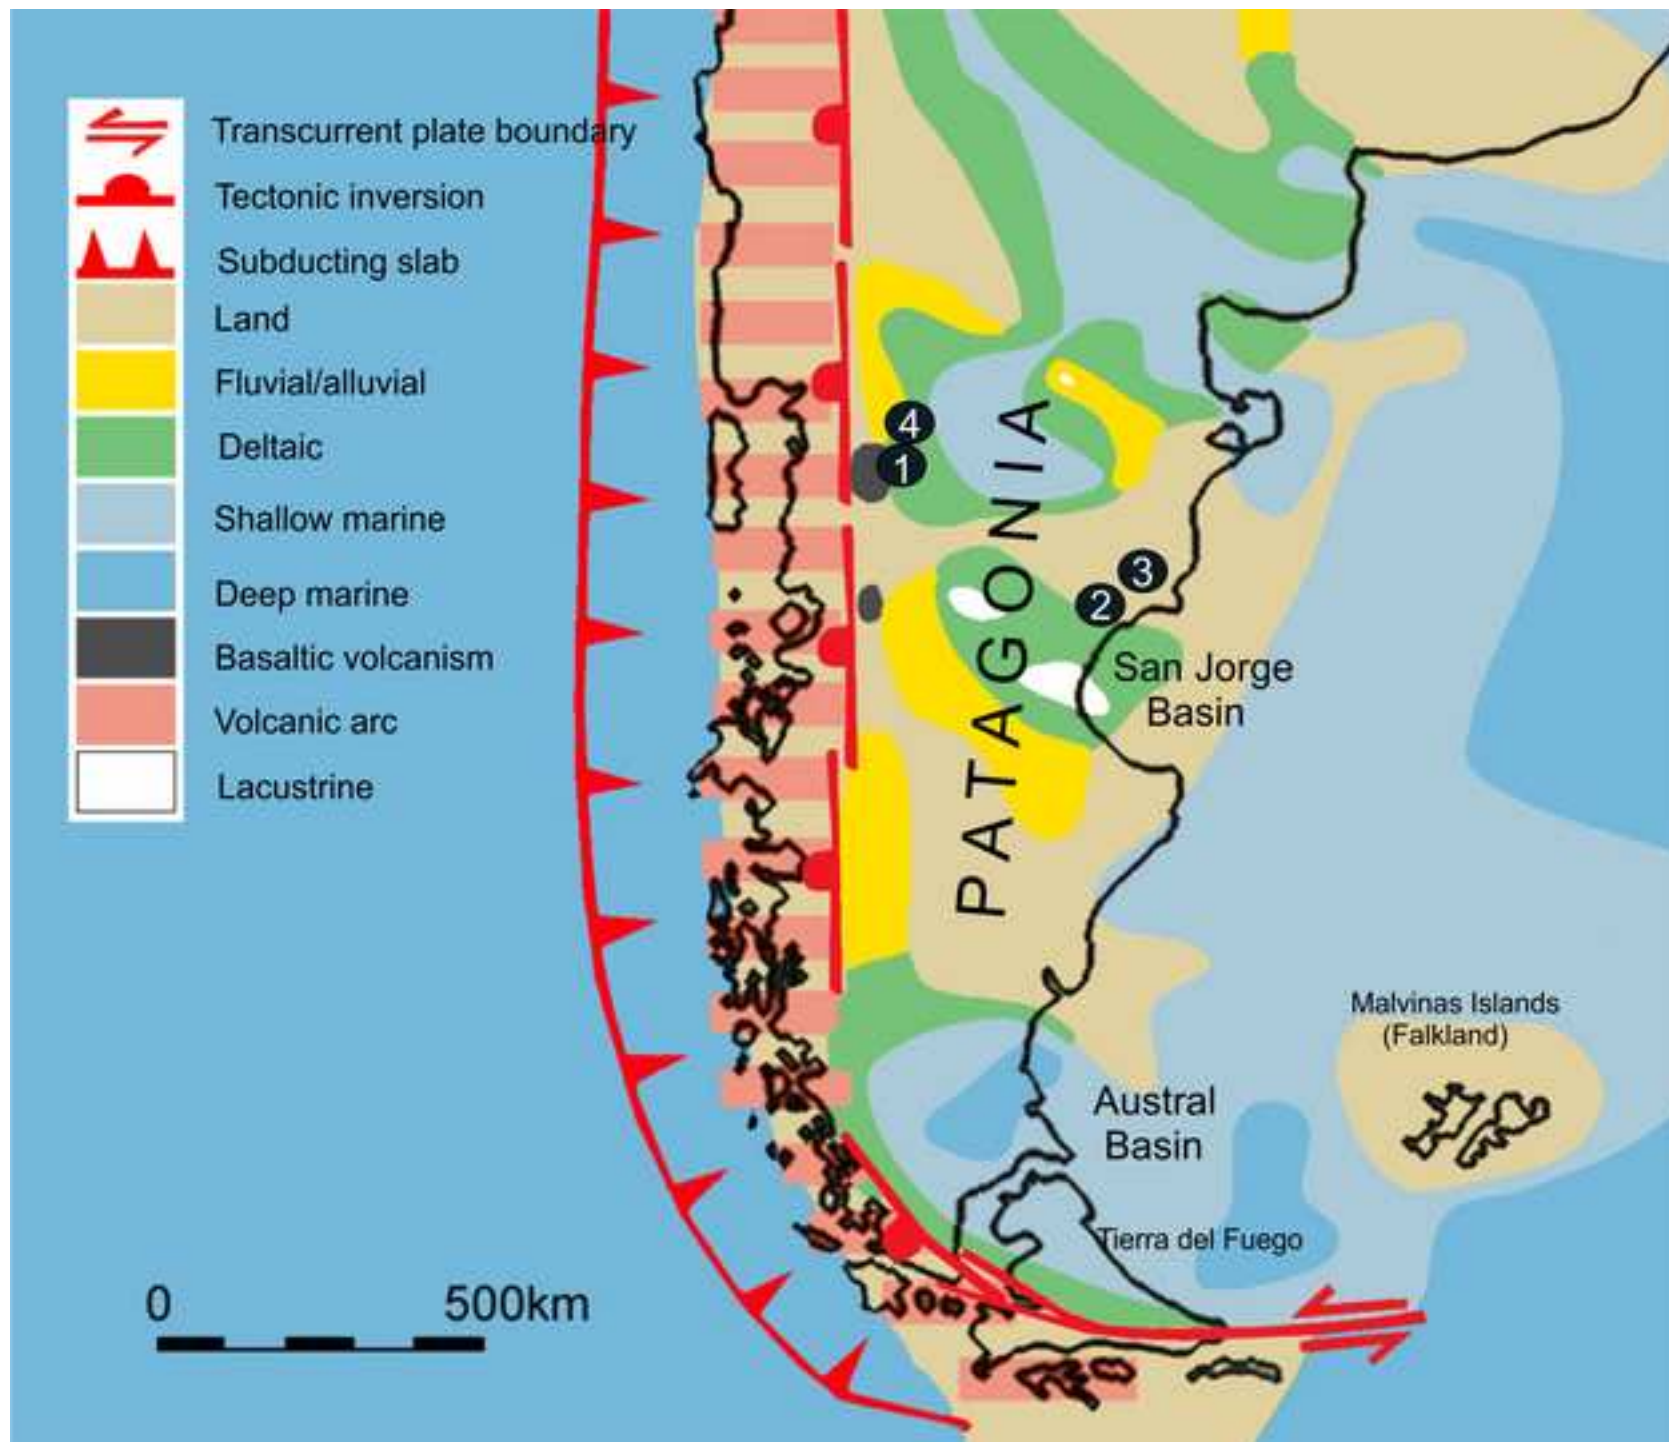 Transcurrent plate boundary
Tectonic inversion
Subducting slab
Land
Fluvial/alluvial
Deltaic
Shallow marine
Deep marine
Basaltic volcanism
Volcanic arc
Lacustrine
0 500km
PATAGONIA
4
1
3
2
San Jorge
Basin
Malvinas Islands
(Falkland)
Austral
Basin
Tierra del Fuego